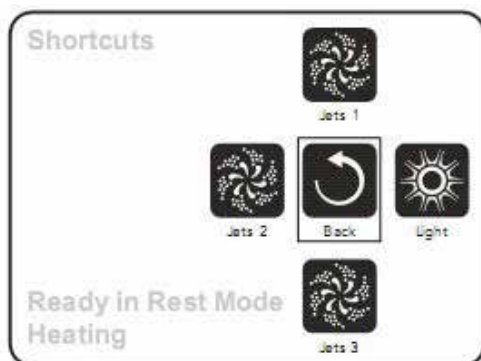 Shortcuts
Jets 1
Jets 2
Back
Light
Ready in Rest Mode
Heating
Jets 3